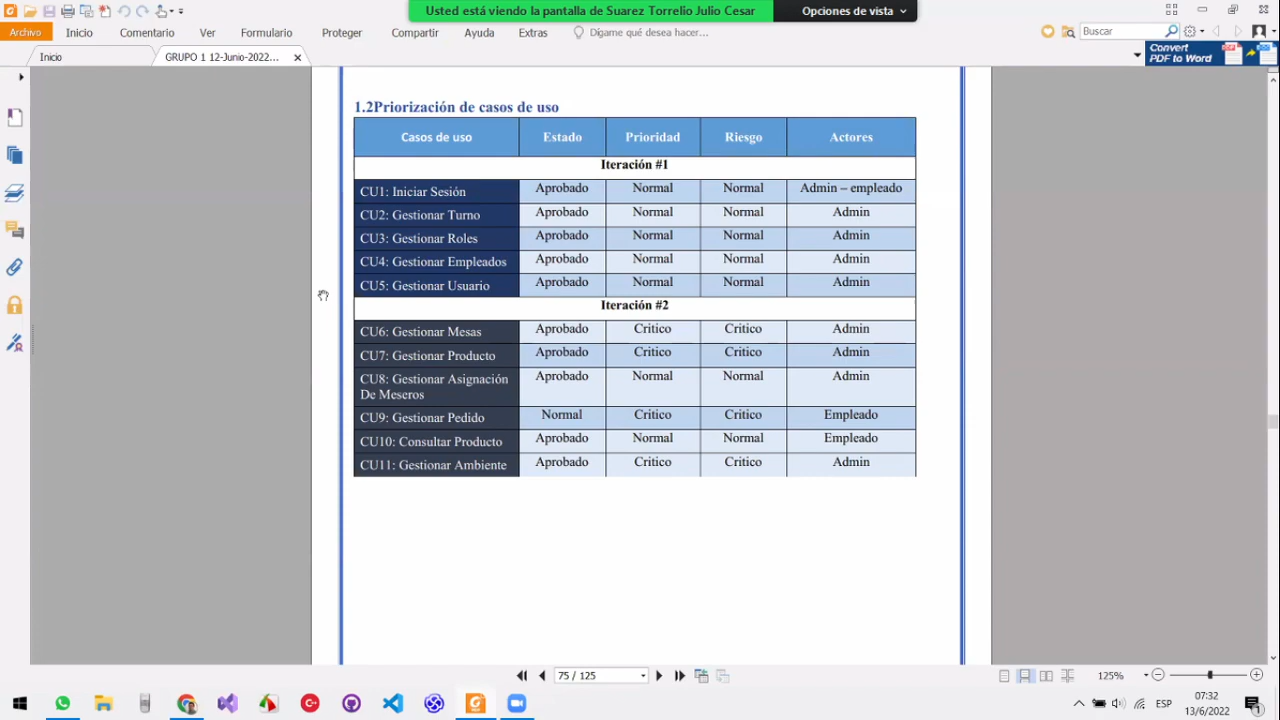 Usted está viendo la pantalla de Suarez Torrelio Julio Cesar
Opciones de vista
Archivo Inicio Comentario Ver Formulario Proteger Compartir Ayuda Extras Dígame qué desea hacer... Buscar
Inicio GRUPO 1 12-Junio-2022...
Convert
PDF to Word
1.2Priorización de casos de uso
Casos de uso Estado Prioridad Riesgo Actores
Iteración #1
CU1: Iniciar Sesión Aprobado Normal Normal Admin – empleado
CU2: Gestionar Turno Aprobado Normal Normal Admin
CU3: Gestionar Roles Aprobado Normal Normal Admin
CU4: Gestionar Empleados Aprobado Normal Normal Admin
CU5: Gestionar Usuario Aprobado Normal Normal Admin
Iteración #2
CU6: Gestionar Mesas Aprobado Critico Critico Admin
CU7: Gestionar Producto Aprobado Critico Critico Admin
CU8: Gestionar Asignación Aprobado Normal Normal Admin
De Meseros
CU9: Gestionar Pedido Normal Critico Critico Empleado
CU10: Consultar Producto Aprobado Normal Normal Empleado
CU11: Gestionar Ambiente Aprobado Critico Critico Admin
75 / 125
125%
07:32
ESP
13/6/2022